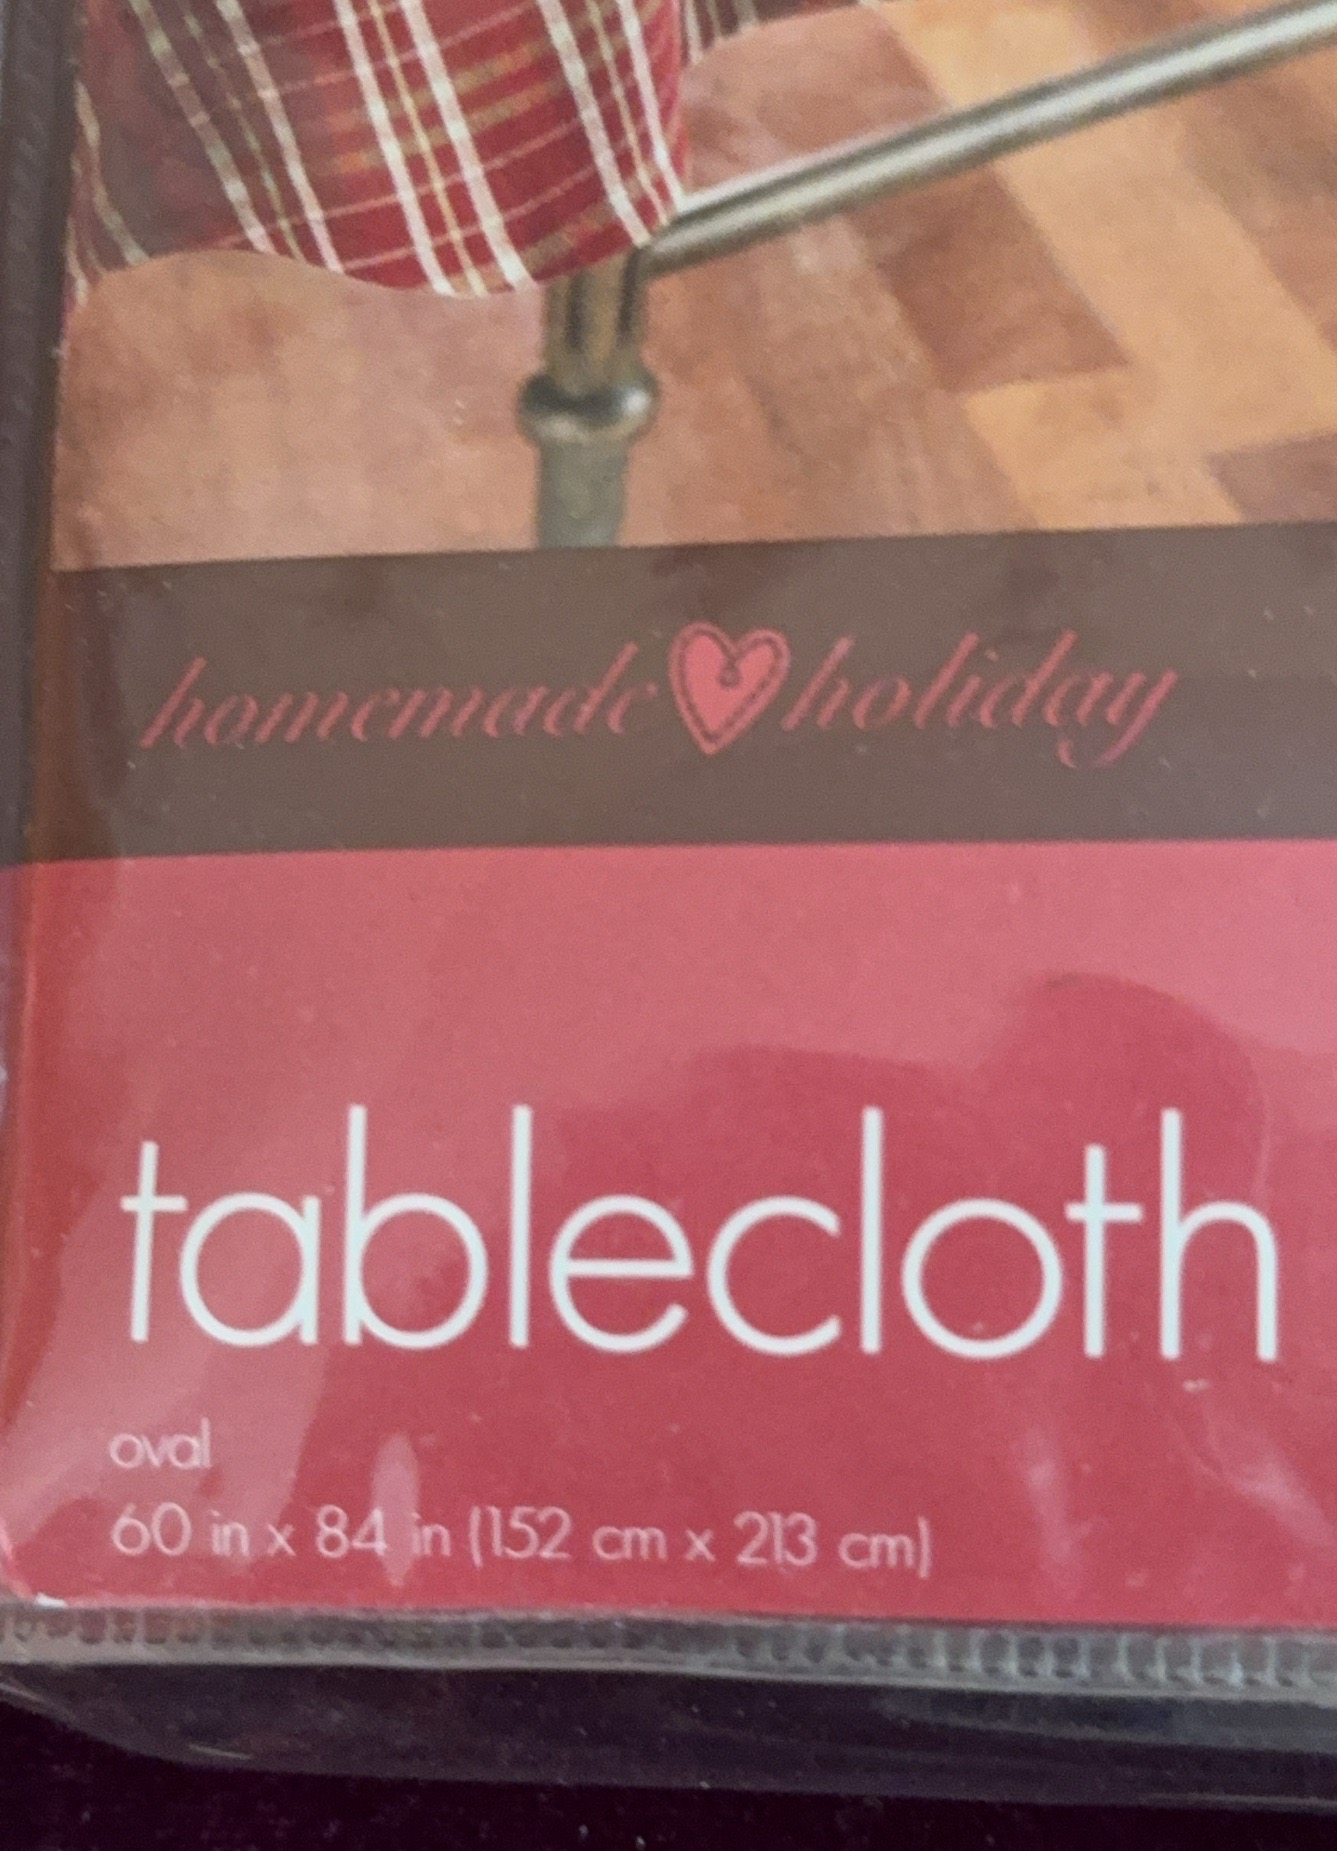 homemade holiday
tablecloth
oval
60 in x 84 in (152 cm x 213 cm)